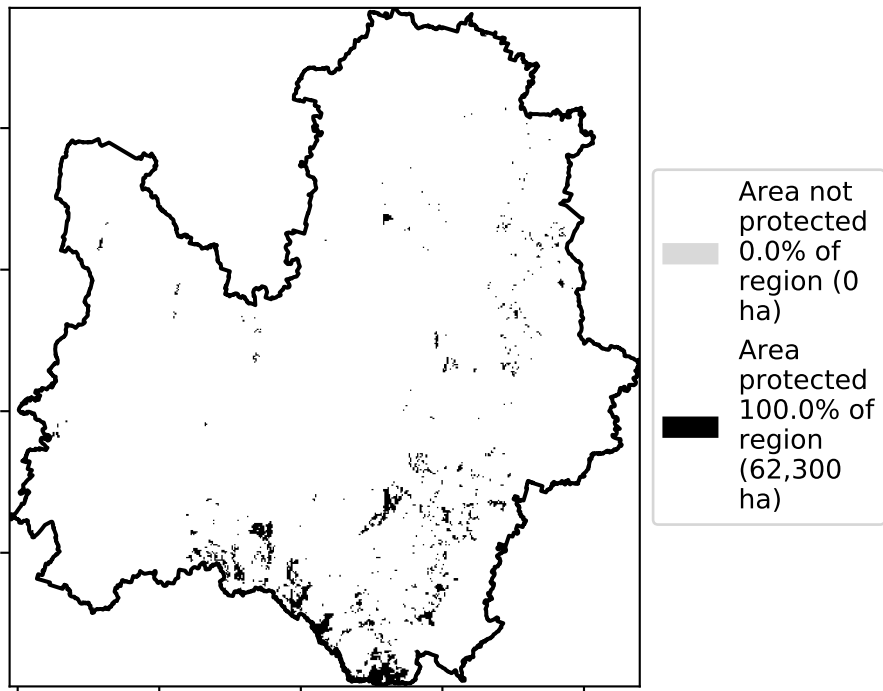 Area not
protected
0.0% of
region (0
ha)
Area
protected
100.0% of
region
(62,300
ha)